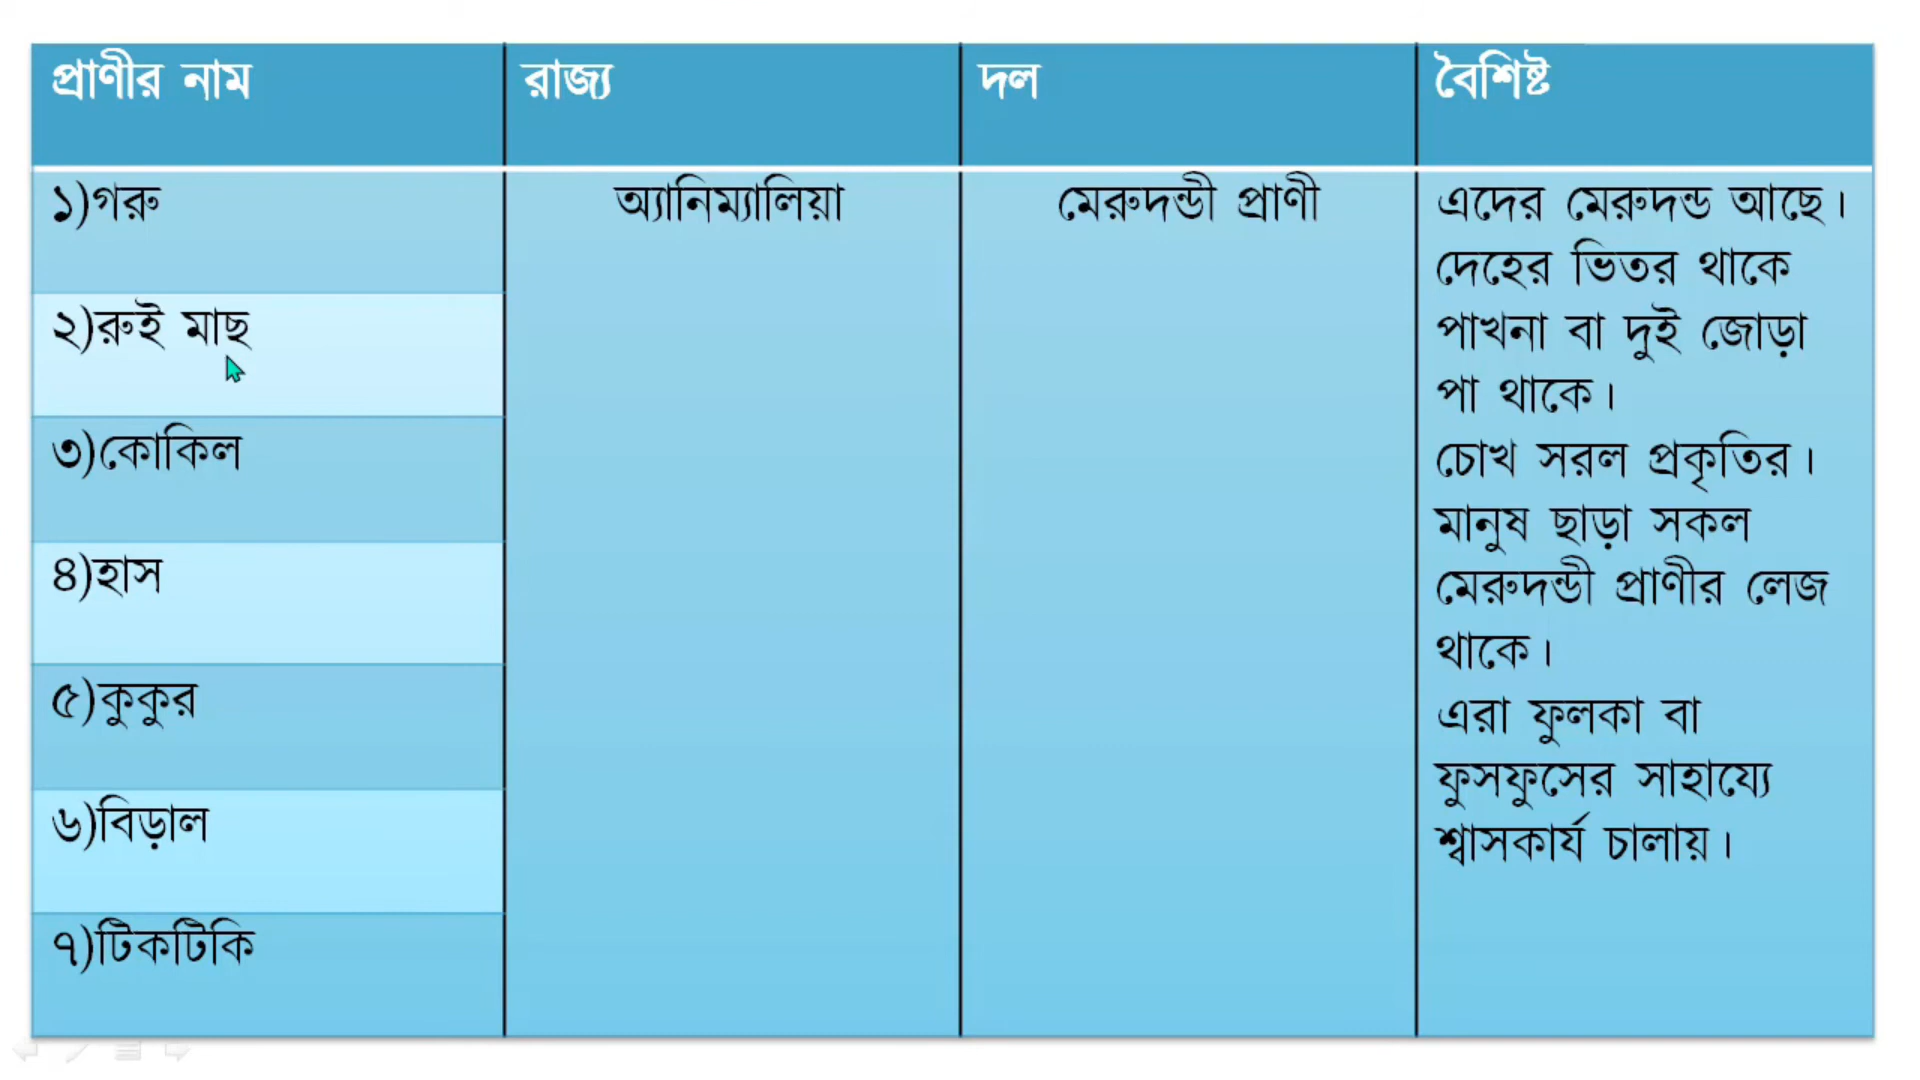 প্রাণীর নাম রাজ্য দল বৈশিষ্ট
১)গরু অ্যানিম্যালিয়া মেরুদন্ডী প্রাণী এদের মেরুদন্ড আছে।
দেহের ভিতর থাকে
২)রুই মাছ পাখনা বা দুই জোড়া
পা থাকে।
৩)কোকিল চোখ সরল প্রকৃতির।
মানুষ ছাড়া সকল
৪)হাস মেরুদন্ডী প্রাণীর লেজ
থাকে।
৫)কুকুর এরা ফুলকা বা
ফুসফুসের সাহায্যে
৬)বিড়াল শ্বাসকার্য চালায়।
৭)টিকটিকি